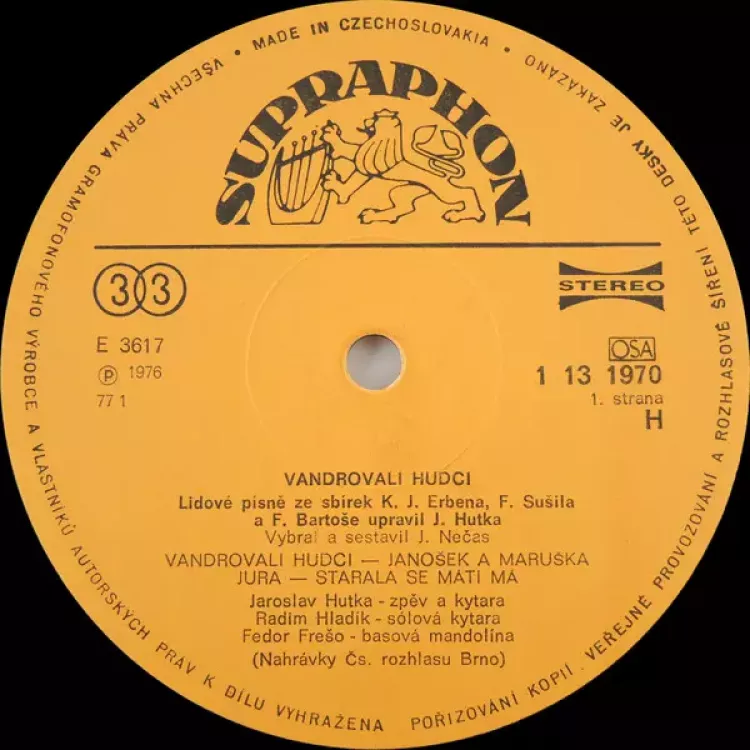 VŠECHNA PRÁVA GRAMOFONOVÉHO VÝROBCE A VLASTNÍKŮ AUTORSKÝCH PRÁV K DÍLU VYHRAŽENA
POŘIZOVÁNÍ KOPIÍ, VEŘEJNÉ PROVOZOVÁNÍ A ROZHLASOVÉ ŠÍŘENÍ TÉTO DESKY JE ZAKÁZÁNO
• MADE IN CZECHOSLOVAKIA •
SUPRAPHON
33
STEREO
E 3617
OSA
℗ 1976
1 13 1970
77 1
1. strana
H
VANDROVALI HUDCI
Lidové písně ze sbírek K. J. Erbena, F. Sušila
a F. Bartoše upravil J. Hutka
Vybral a sestavil J. Nečas
VANDROVALI HUDCI — JANOŠEK A MARUŠKA
JURA — STARALA SE MÁTI MÁ
Jaroslav Hutka - zpěv a kytara
Radim Hladík - sólová kytara
Fedor Frešo - basová mandolína
(Nahrávky Čs. rozhlasu Brno)